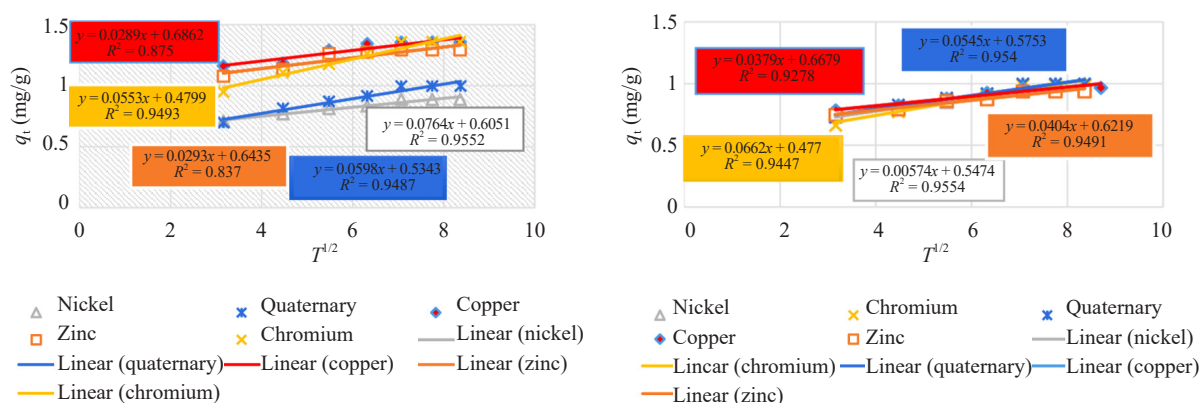 1.5
y = 0.0289x + 0.6862
R² = 0.875
1
y = 0.0553x + 0.4799
R² = 0.9493
y = 0.0764x + 0.6051
R² = 0.9552
0.5
y = 0.0293x + 0.6435
R² = 0.837
y = 0.0598x + 0.5343
R² = 0.9487
0
qt (mg/g)
0 2 4 6 8 10
T^1/2
Nickel Quaternary Copper
Zinc Chromium Linear (nickel)
Linear (quaternary) Linear (copper) Linear (zinc)
Linear (chromium)
1.5
y = 0.0545x + 0.5753
R² = 0.954
y = 0.0379x + 0.6679
R² = 0.9278
1
y = 0.0404x + 0.6219
R² = 0.9491
0.5
y = 0.0662x + 0.477
R² = 0.9447
y = 0.00574x + 0.5474
R² = 0.9554
0
qt (mg/g)
0 2 4 6 8 10
T^1/2
Nickel Chromium Quaternary
Copper Zinc Linear (nickel)
Lincar (chromium) Linear (quaternary) Linear (copper)
Linear (zinc)